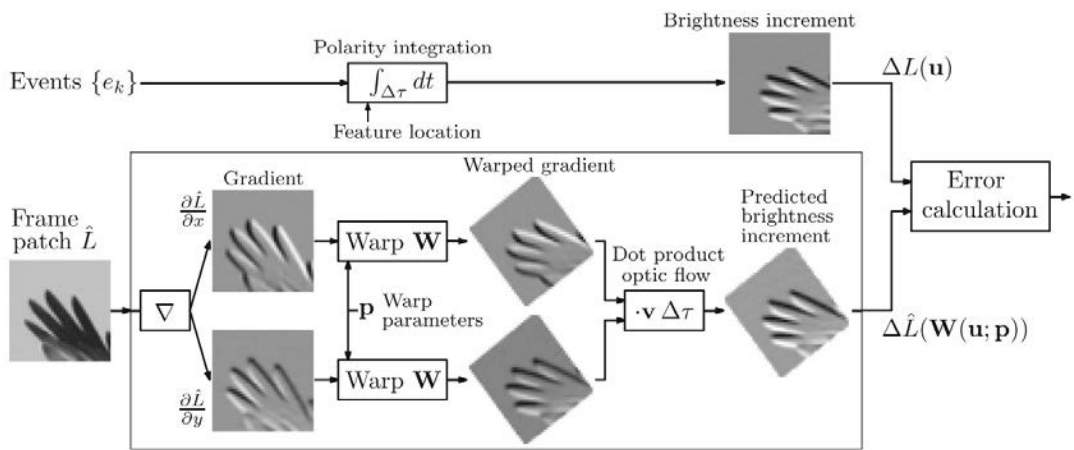 Brightness increment
Polarity integration
Events {e_k}
∫_{Δτ} dt
ΔL(u)
Feature location
Gradient
Warped gradient
Error
calculation
Frame
patch L̂
∂L̂/∂x
Warp W
Predicted
brightness
increment
Dot product
optic flow
∇
p Warp
parameters
·v Δτ
ΔL̂(W(u; p))
∂L̂/∂y
Warp W